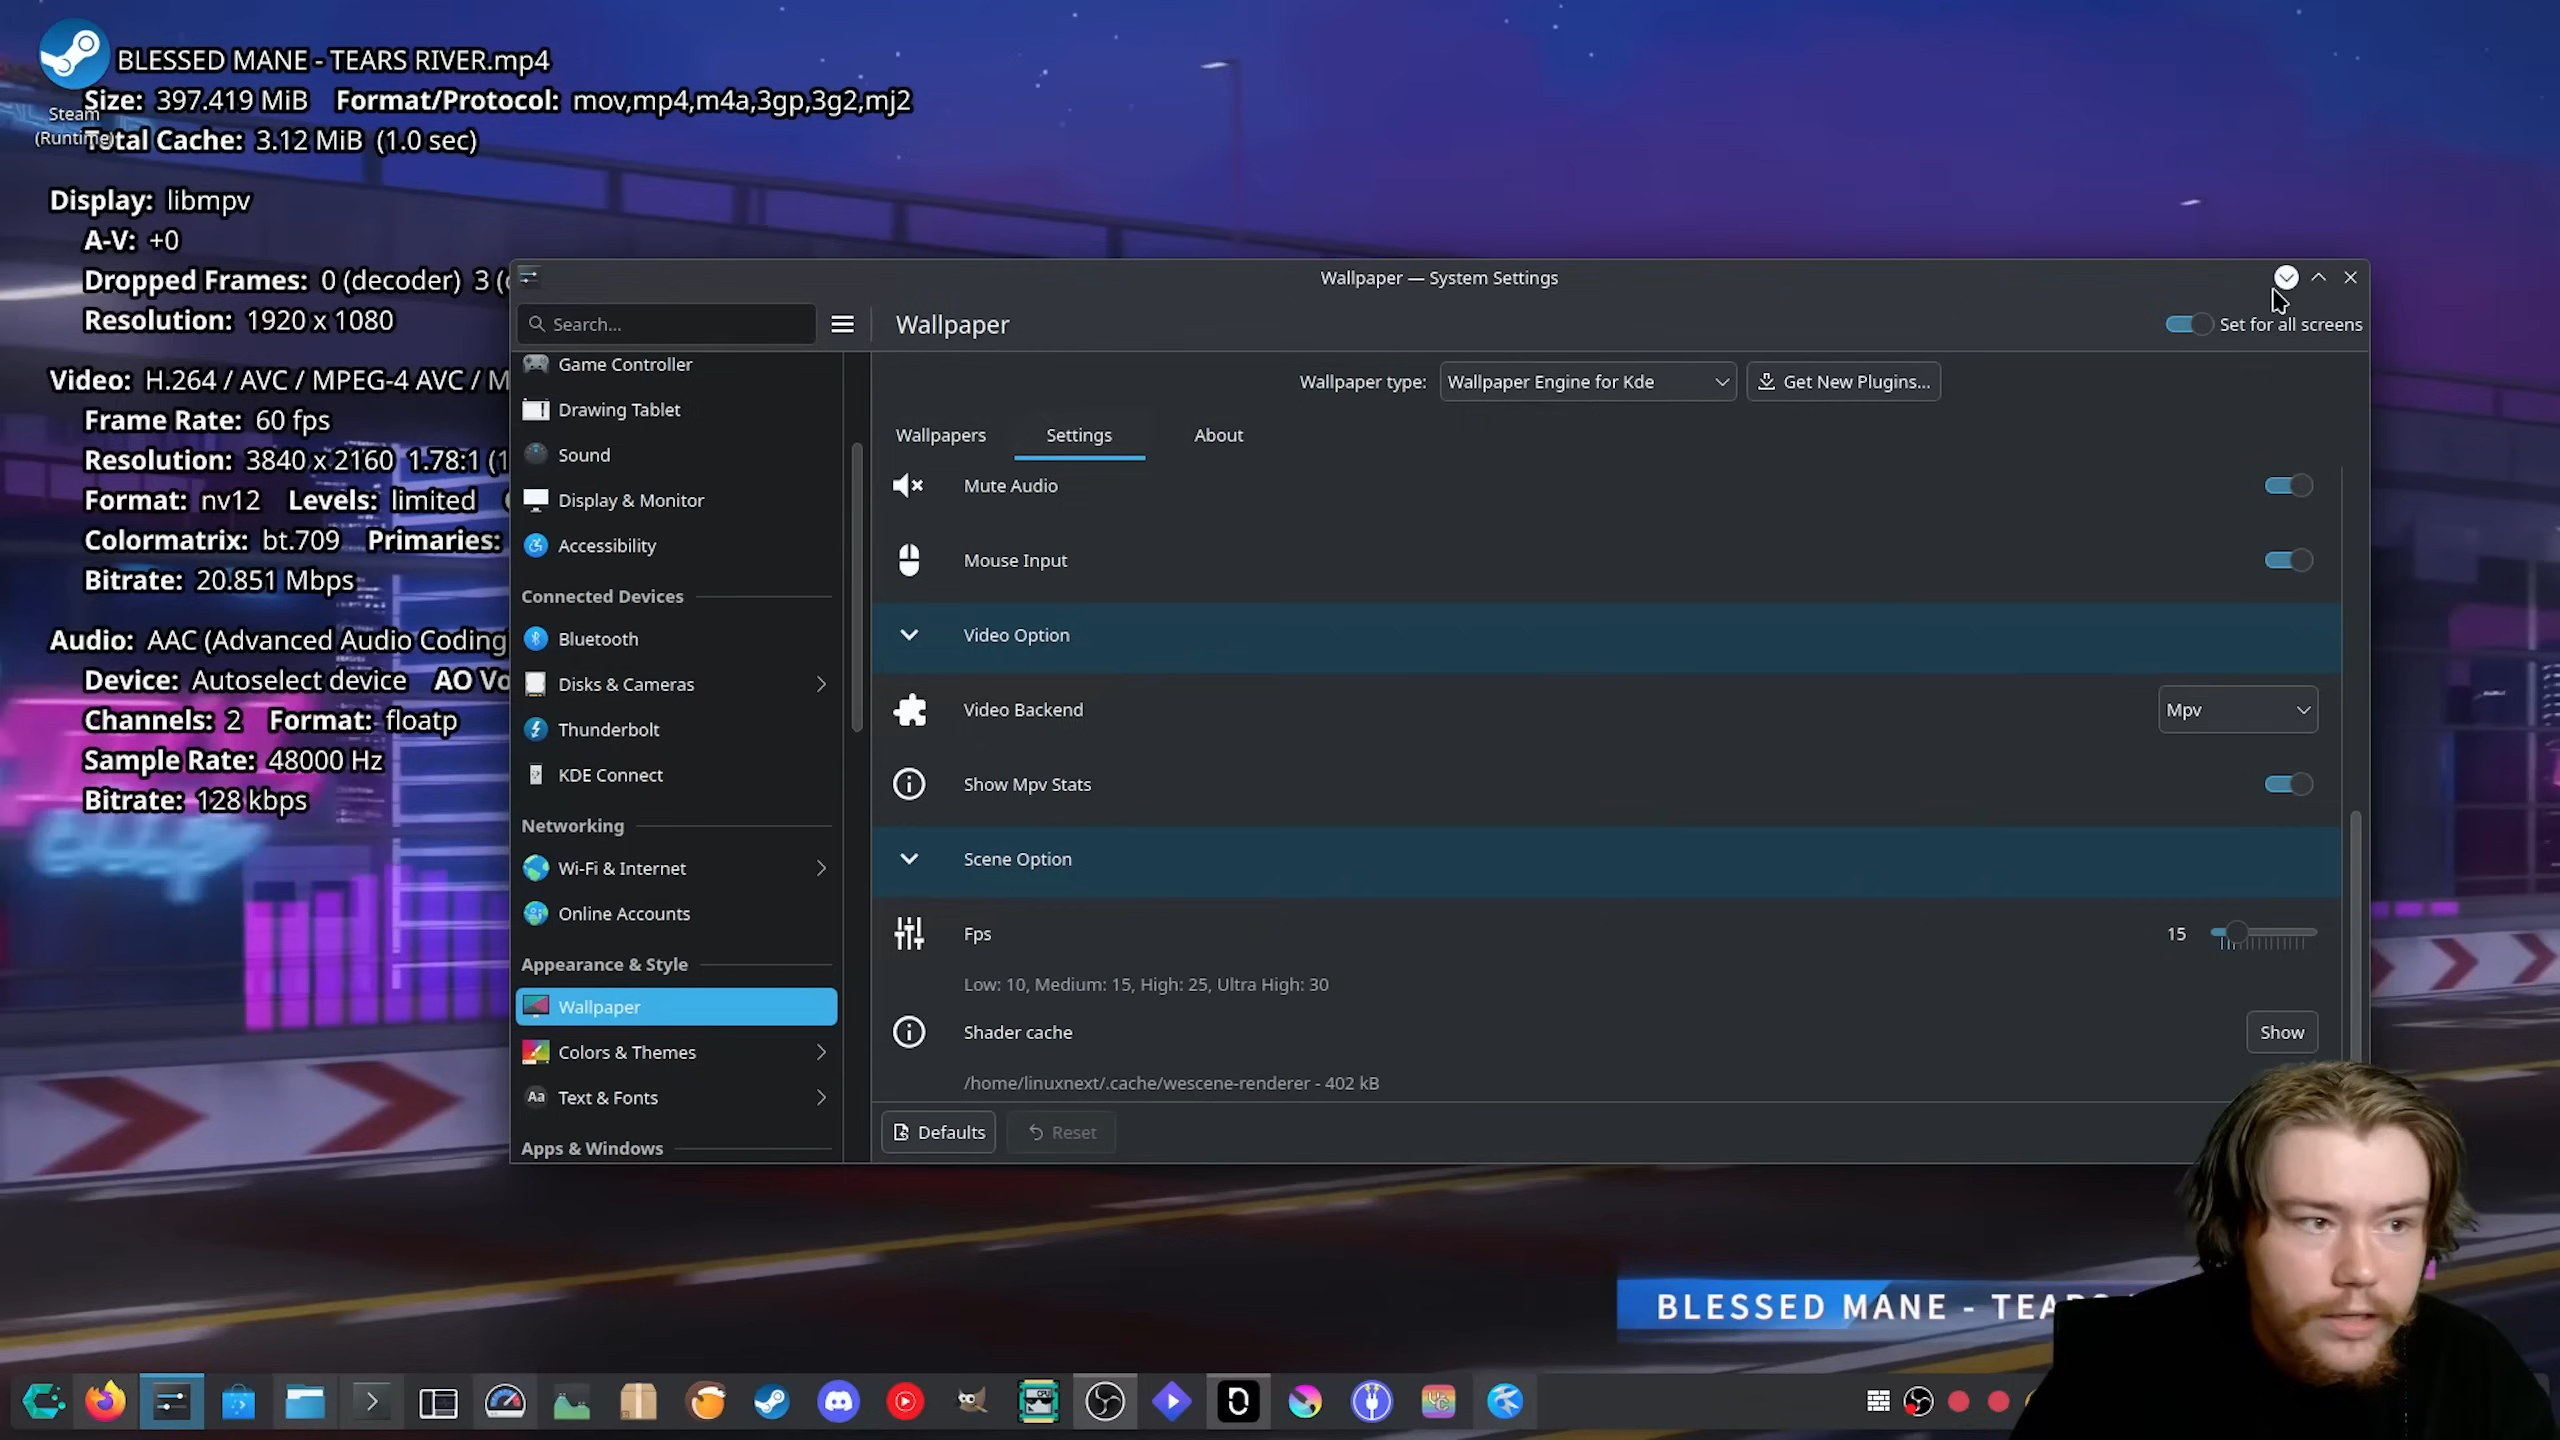 BLESSED MANE - TEARS RIVER.mp4
Size: 397.419 MiB Format/Protocol: mov,mp4,m4a,3gp,3g2,mj2
Steam
(Runtime)
Total Cache: 3.12 MiB (1.0 sec)
Display: libmpv
A-V: +0
Dropped Frames: 0 (decoder) 3 (
Resolution: 1920 x 1080
Video: H.264 / AVC / MPEG-4 AVC / M
Frame Rate: 60 fps
Resolution: 3840 x 2160 1.78:1 (1
Format: nv12 Levels: limited
Colormatrix: bt.709 Primaries:
Bitrate: 20.851 Mbps
Audio: AAC (Advanced Audio Coding
Device: Autoselect device AO Vo
Channels: 2 Format: floatp
Sample Rate: 48000 Hz
Bitrate: 128 kbps
Wallpaper — System Settings
Search...
Wallpaper
Set for all screens
Game Controller
Drawing Tablet
Sound
Display & Monitor
Accessibility
Connected Devices
Bluetooth
Disks & Cameras
Thunderbolt
KDE Connect
Networking
Wi-Fi & Internet
Online Accounts
Appearance & Style
Wallpaper
Colors & Themes
Text & Fonts
Apps & Windows
Wallpaper type: Wallpaper Engine for Kde Get New Plugins...
Wallpapers Settings About
Mute Audio
Mouse Input
Video Option
Video Backend Mpv
Show Mpv Stats
Scene Option
Fps 15
Low: 10, Medium: 15, High: 25, Ultra High: 30
Shader cache Show
/home/linuxnext/.cache/wescene-renderer - 402 kB
Defaults Reset
BLESSED MANE - TEA